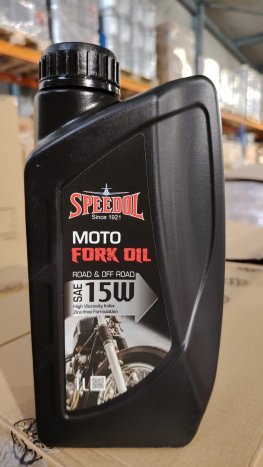 SPEEDOL
Since 1921
MOTO
FORK OIL
ROAD & OFF ROAD
SAE 15W
High Viscosity Index
Zinc-free Formulation
1L